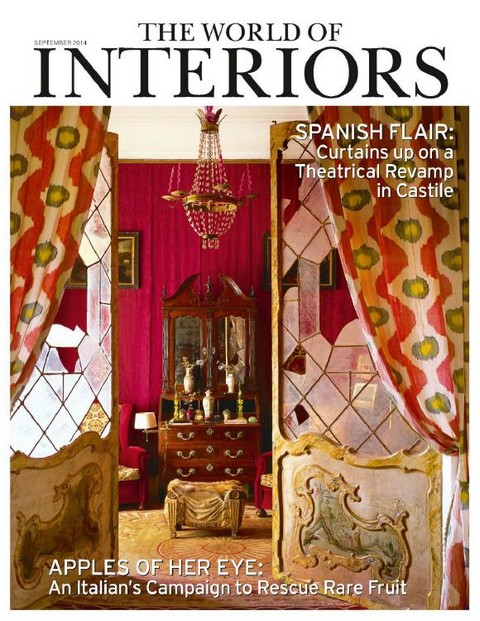 THE WORLD OF
SEPTEMBER 2014
INTERIORS
SPANISH FLAIR:
Curtains up on a
Theatrical Revamp
in Castile
APPLES OF HER EYE:
An Italian's Campaign to Rescue Rare Fruit